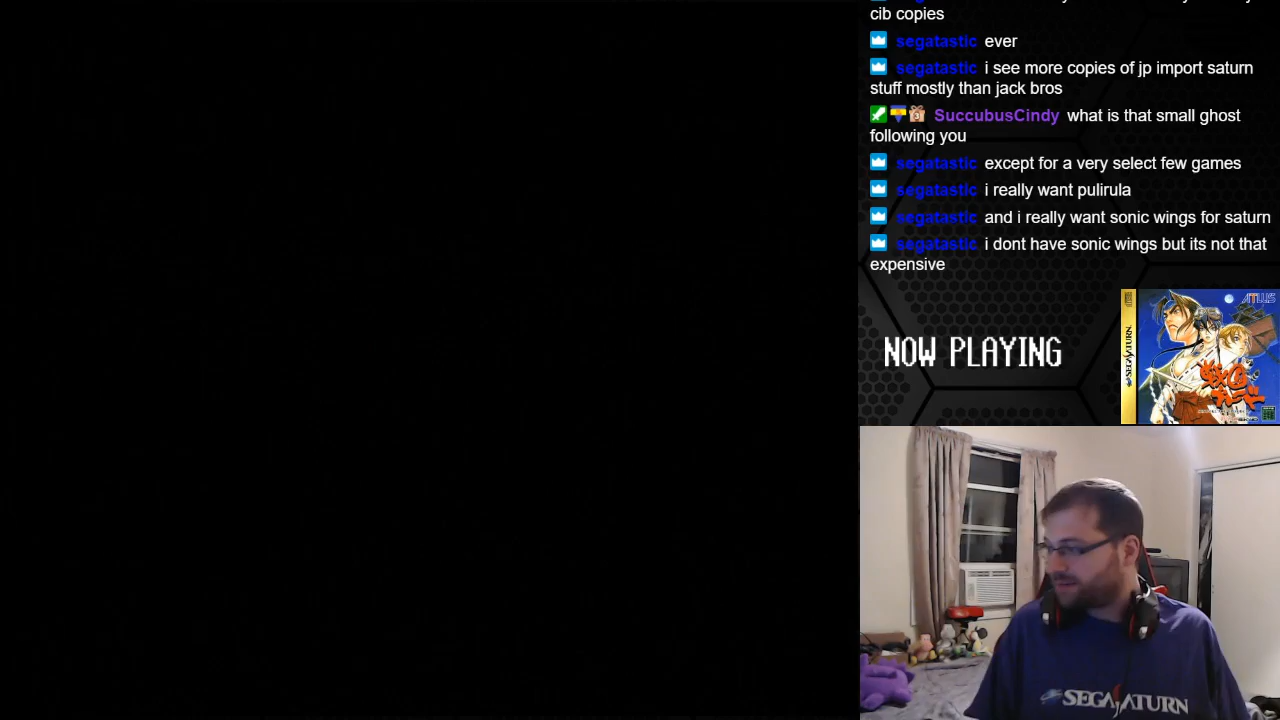 cib copies
segatastic ever
segatastic i see more copies of jp import saturn
stuff mostly than jack bros
SuccubusCindy what is that small ghost
following you
segatastic except for a very select few games
segatastic i really want pulirula
segatastic and i really want sonic wings for saturn
segatastic i dont have sonic wings but its not that
expensive
NOW PLAYING
ATLUS
SEGA SATURN
SEGA SATURN